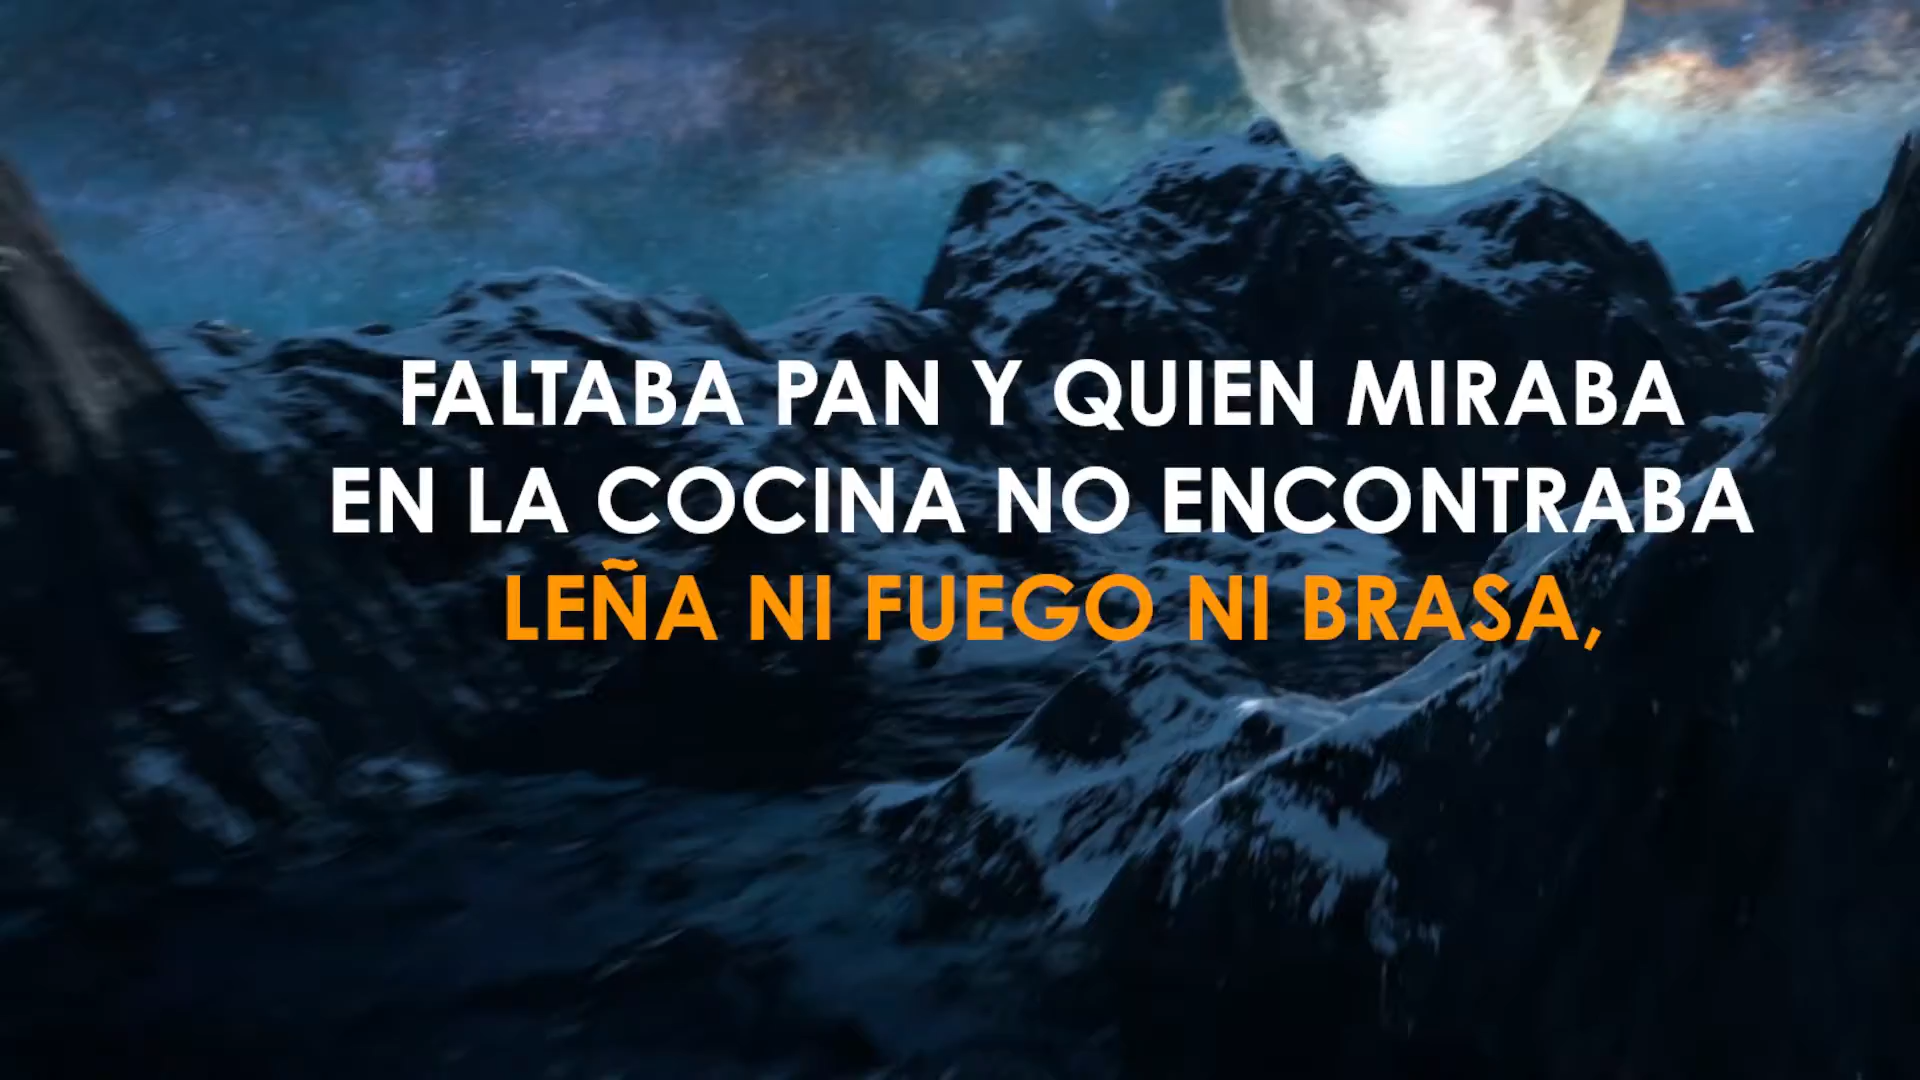 FALTABA PAN Y QUIEN MIRABA
EN LA COCINA NO ENCONTRABA
LEÑA NI FUEGO NI BRASA,